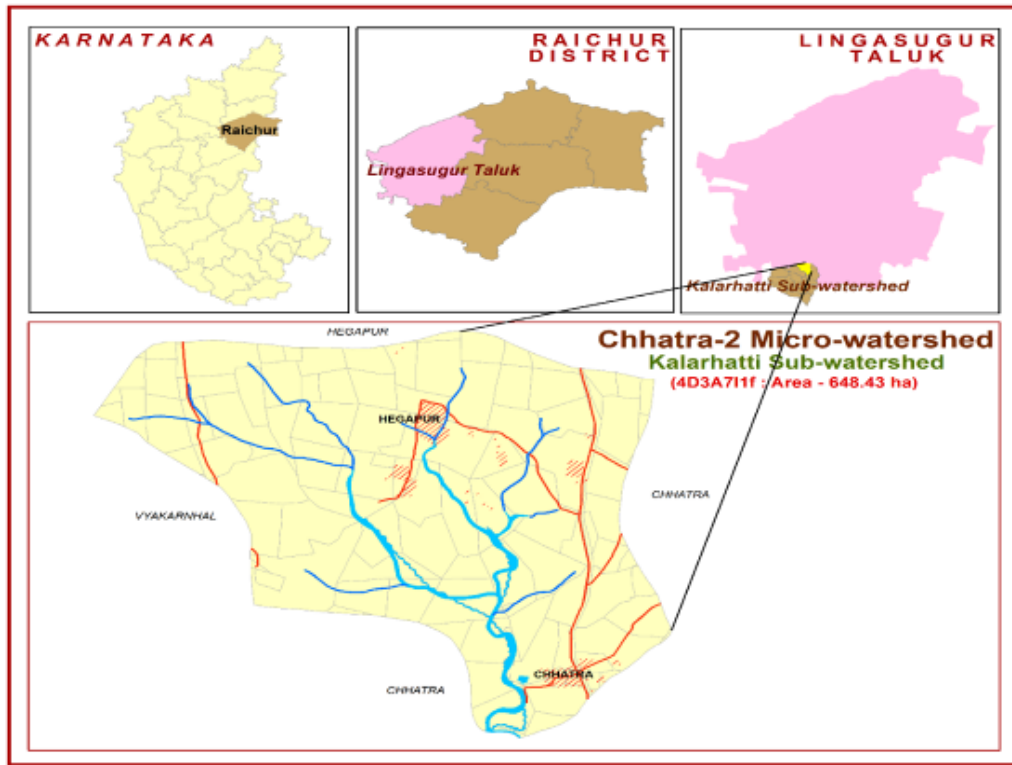 KARNATAKA
Raichur
RAICHUR
DISTRICT
Lingasugur Taluk
LINGASUGUR
TALUK
Kalarhatti Sub-watershed
Chhatra-2 Micro-watershed
Kalarhatti Sub-watershed
(4D3A7I1f : Area - 648.43 ha)
HEGAPUR
HEGAPUR
CHHATRA
VYAKARNHAL
CHHATRA
CHHATRA